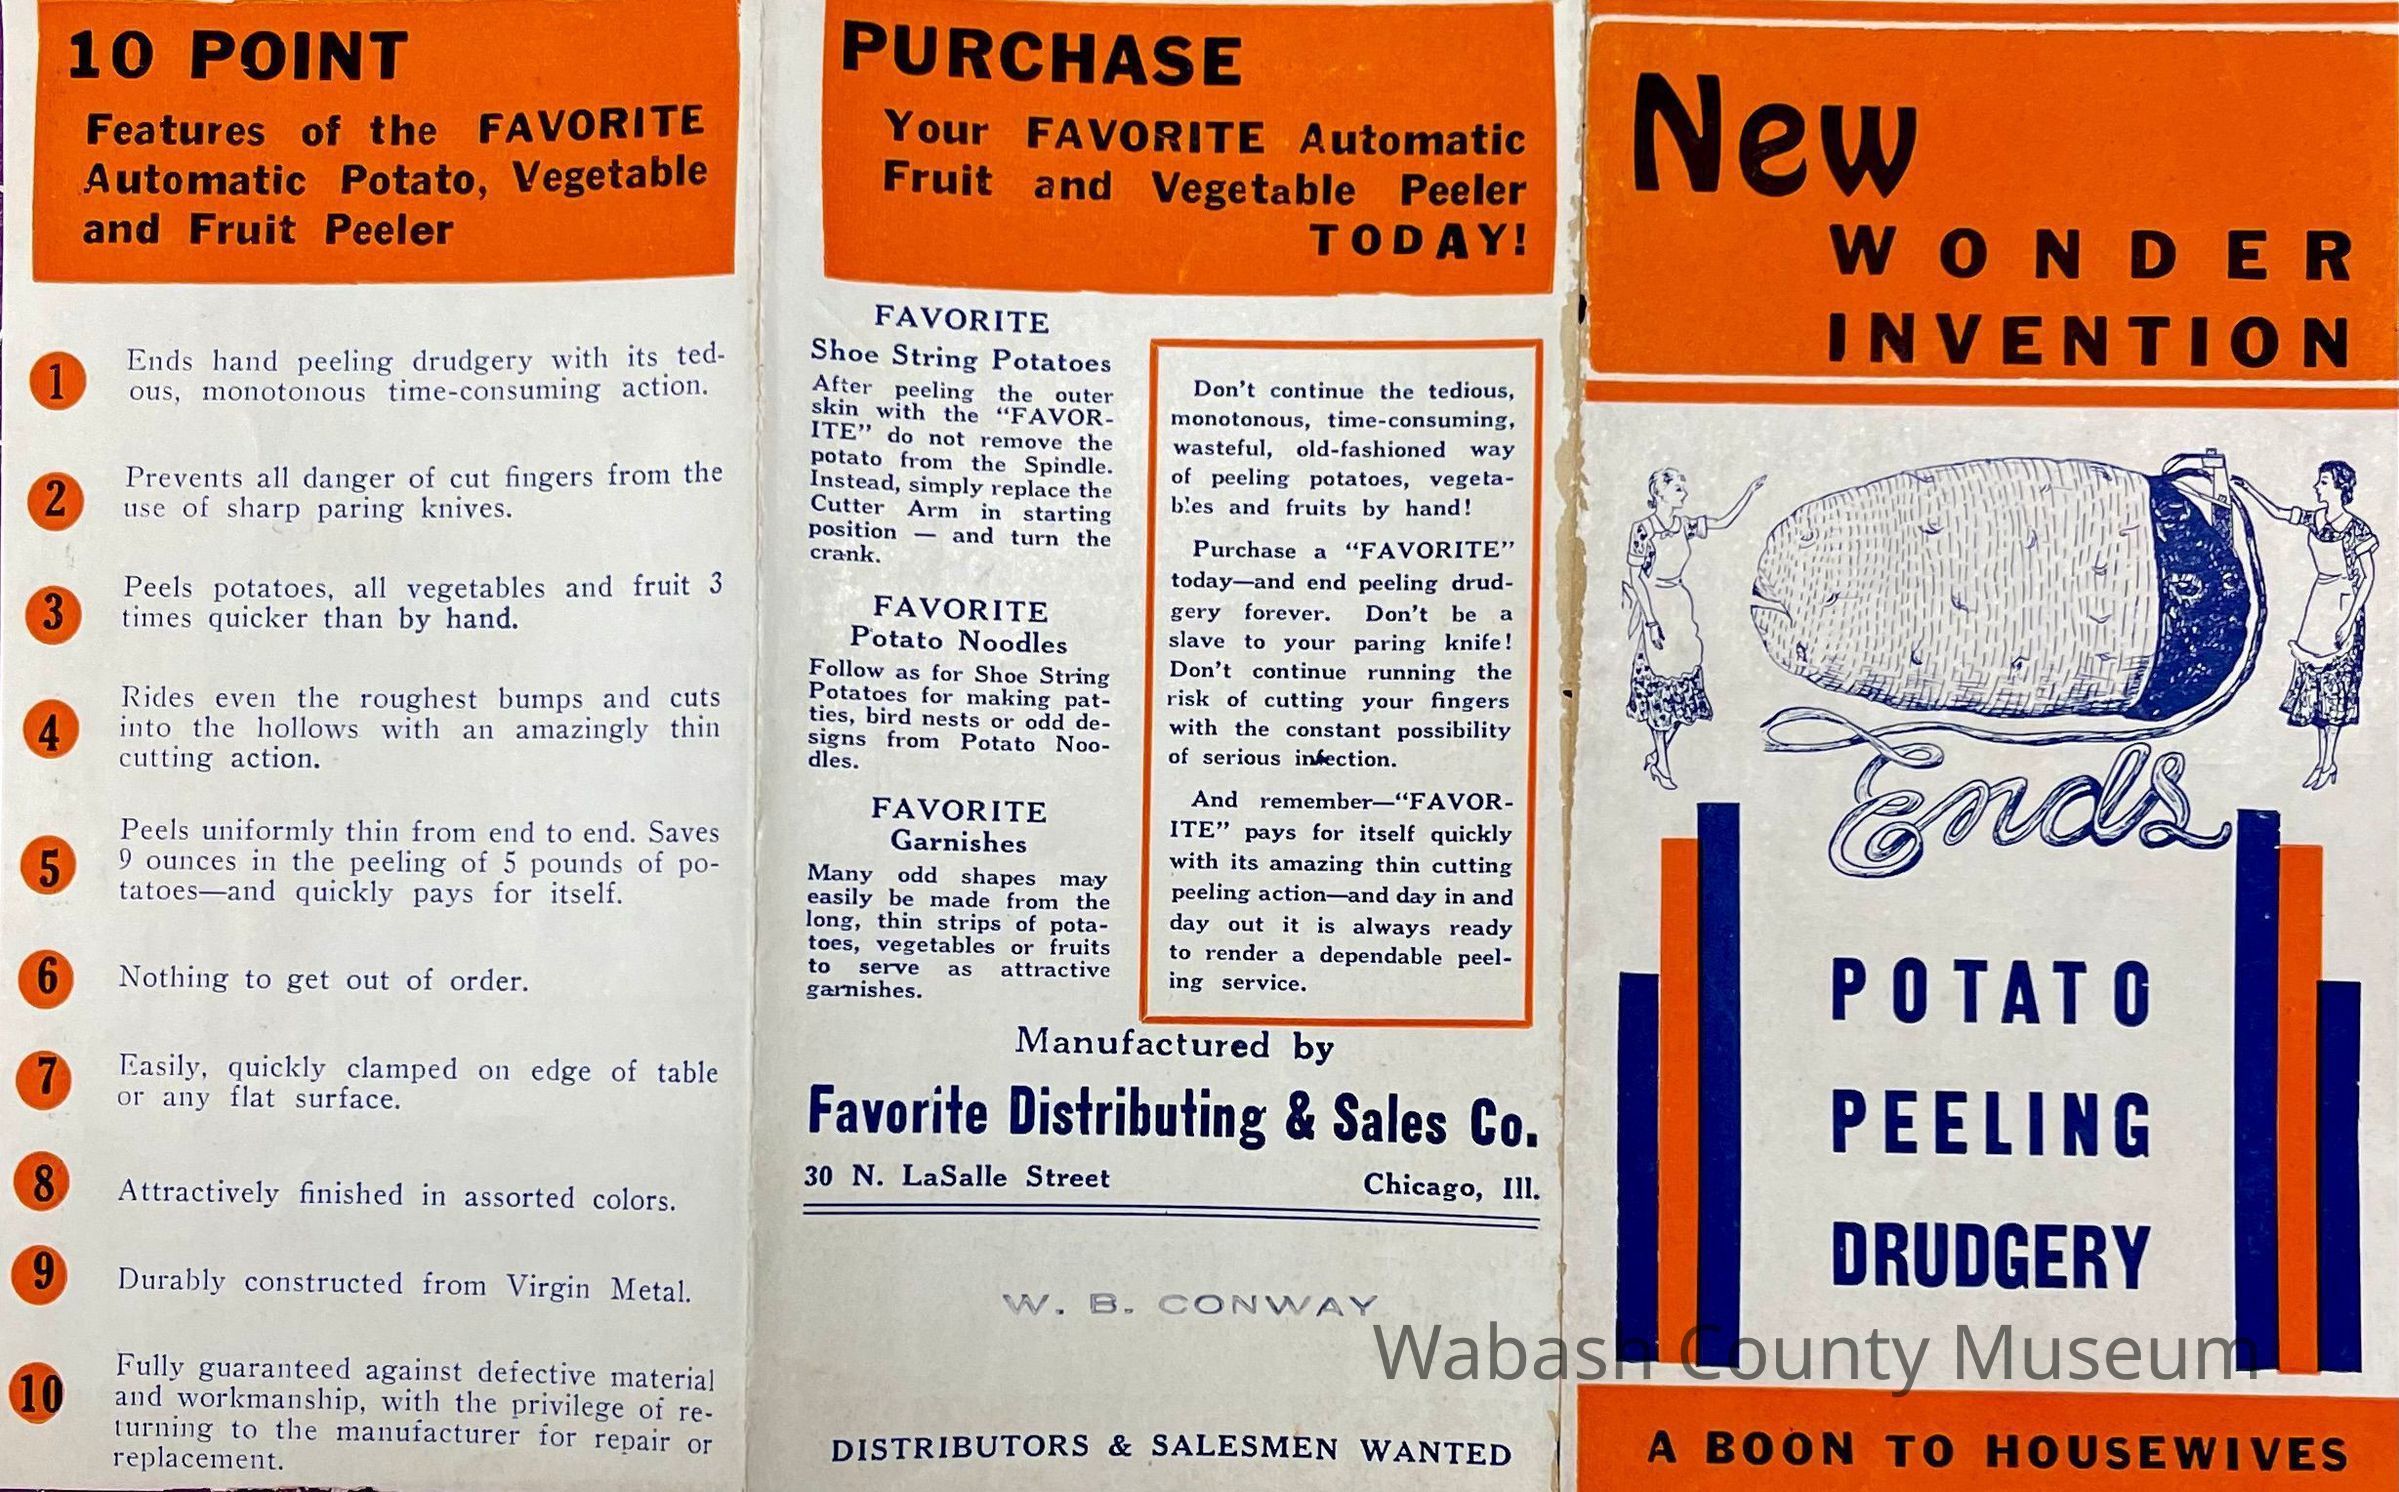 10 POINT
Features of the FAVORITE
Automatic Potato, Vegetable
and Fruit Peeler
1
Ends hand peeling drudgery with its ted-
ous, monotonous time-consuming action.
2
Prevents all danger of cut fingers from the
use of sharp paring knives.
3
Peels potatoes, all vegetables and fruit 3
times quicker than by hand.
4
Rides even the roughest bumps and cuts
into the hollows with an amazingly thin
cutting action.
5
Peels uniformly thin from end to end. Saves
9 ounces in the peeling of 5 pounds of po-
tatoes—and quickly pays for itself.
6
Nothing to get out of order.
7
Easily, quickly clamped on edge of table
or any flat surface.
8
Attractively finished in assorted colors.
9
Durably constructed from Virgin Metal.
10
Fully guaranteed against defective material
and workmanship, with the privilege of re-
turning to the manufacturer for repair or
replacement.
PURCHASE
Your FAVORITE Automatic
Fruit and Vegetable Peeler
TODAY!
FAVORITE
Shoe String Potatoes
After peeling the outer
skin with the “FAVOR-
ITE” do not remove the
potato from the Spindle.
Instead, simply replace the
Cutter Arm in starting
position — and turn the
crank.
FAVORITE
Potato Noodles
Follow as for Shoe String
Potatoes for making pat-
ties, bird nests or odd de-
signs from Potato Noo-
dles.
FAVORITE
Garnishes
Many odd shapes may
easily be made from the
long, thin strips of pota-
toes, vegetables or fruits
to serve as attractive
garnishes.
Don't continue the tedious,
monotonous, time-consuming,
wasteful, old-fashioned way
of peeling potatoes, vegeta-
bles and fruits by hand!
Purchase a “FAVORITE”
today—and end peeling drud-
gery forever. Don't be a
slave to your paring knife!
Don't continue running the
risk of cutting your fingers
with the constant possibility
of serious infection.
And remember—“FAVOR-
ITE” pays for itself quickly
with its amazing thin cutting
peeling action—and day in and
day out it is always ready
to render a dependable peel-
ing service.
Manufactured by
Favorite Distributing & Sales Co.
30 N. LaSalle Street Chicago, Ill.
W. B. CONWAY
DISTRIBUTORS & SALESMEN WANTED
New
WONDER
INVENTION
Ends
POTATO
PEELING
DRUDGERY
Wabash County Museum
A BOON TO HOUSEWIVES